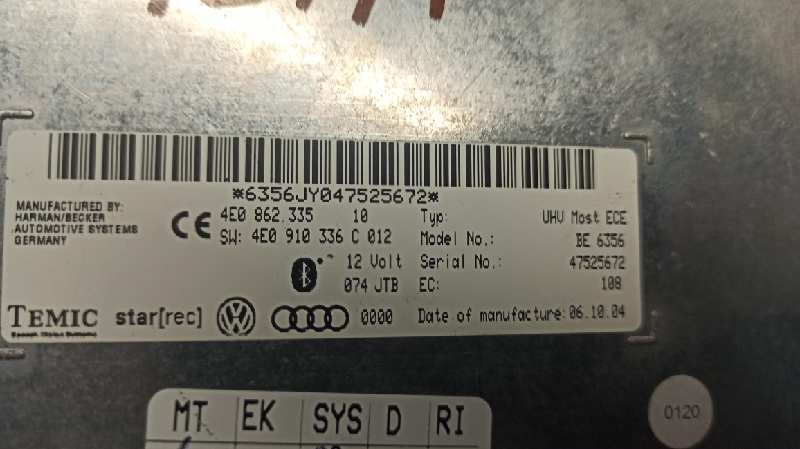 *6356JY047525672*
MANUFACTURED BY:
HARMAN/BECKER
AUTOMOTIVE SYSTEMS
GERMANY
CE
4E0 862.335 10 Typ: UHV Most ECE
SW: 4E0 910 336 C 012 Model No.: BE 6356
12 Volt Serial No.: 47525672
074 JTB EC: 108
TEMIC star[rec] 0000 Date of manufacture: 06.10.04
MT EK SYS D RI
0120